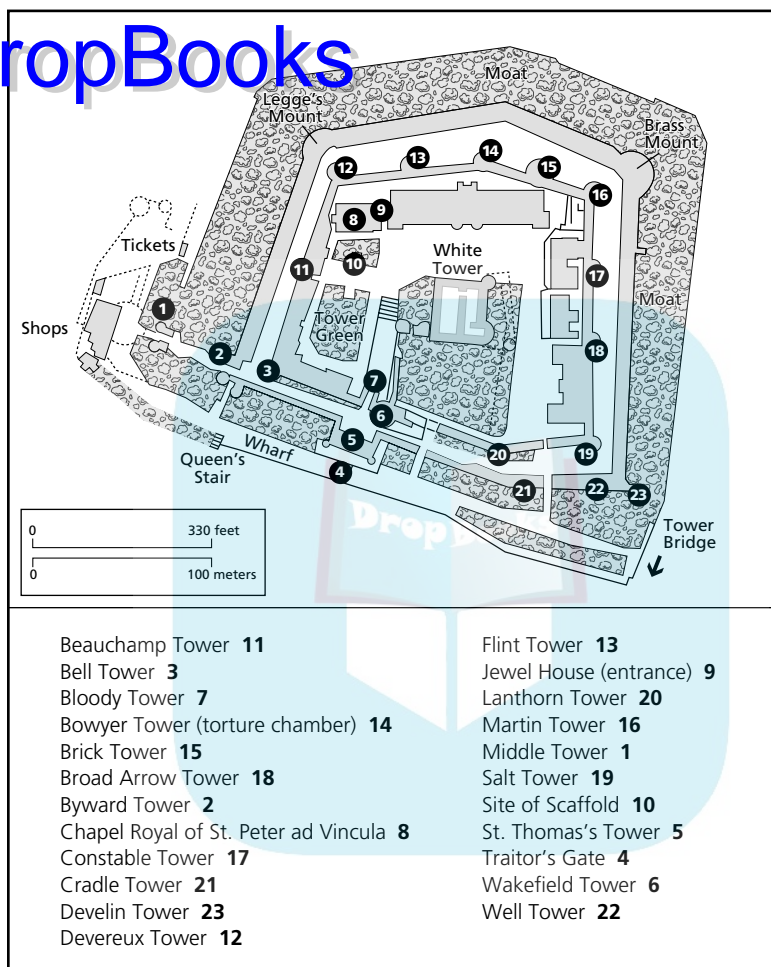 ropBooks
Moat
Legge's
Mount
Brass
Mount
14
13
15
12
16
9
8
White
Tower
Tickets
10
11
17
Moat
1
Tower
Green
Shops
18
2
3
7
6
5
20
19
Wharf
Queen's
Stair
4
21
22
23
DropBooks
Tower
Bridge
0 330 feet
0 100 meters
Beauchamp Tower 11
Bell Tower 3
Bloody Tower 7
Bowyer Tower (torture chamber) 14
Brick Tower 15
Broad Arrow Tower 18
Byward Tower 2
Chapel Royal of St. Peter ad Vincula 8
Constable Tower 17
Cradle Tower 21
Develin Tower 23
Devereux Tower 12
Flint Tower 13
Jewel House (entrance) 9
Lanthorn Tower 20
Martin Tower 16
Middle Tower 1
Salt Tower 19
Site of Scaffold 10
St. Thomas's Tower 5
Traitor's Gate 4
Wakefield Tower 6
Well Tower 22